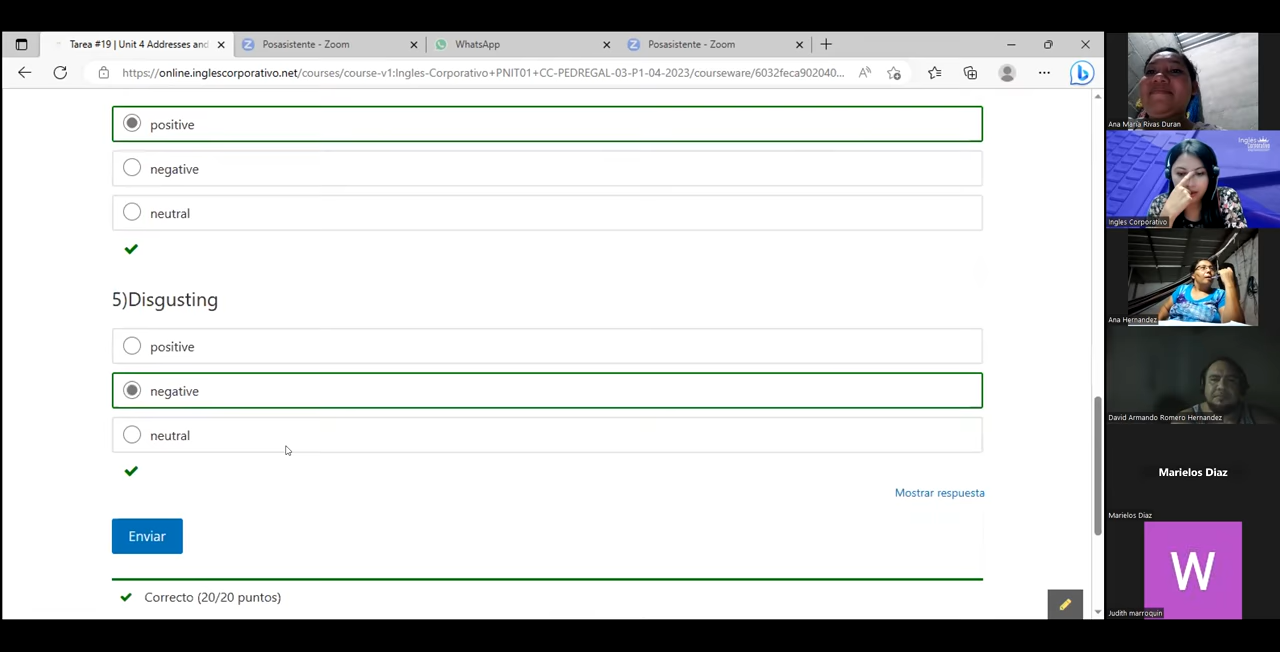 Tarea #19 | Unit 4 Addresses and
Posasistente - Zoom
WhatsApp
Posasistente - Zoom
https://online.inglescorporativo.net/courses/course-v1:Ingles-Corporativo+PNIT01+CC-PEDREGAL-03-P1-04-2023/courseware/6032feca902040...
positive
negative
neutral
5)Disgusting
positive
negative
neutral
Mostrar respuesta
Enviar
Correcto (20/20 puntos)
Ana María Rivas Duran
Ingles Corporativo
Ana Hernandez
David Armando Romero Hernandez
Marielos Diaz
Marielos Diaz
W
Judith marroquin